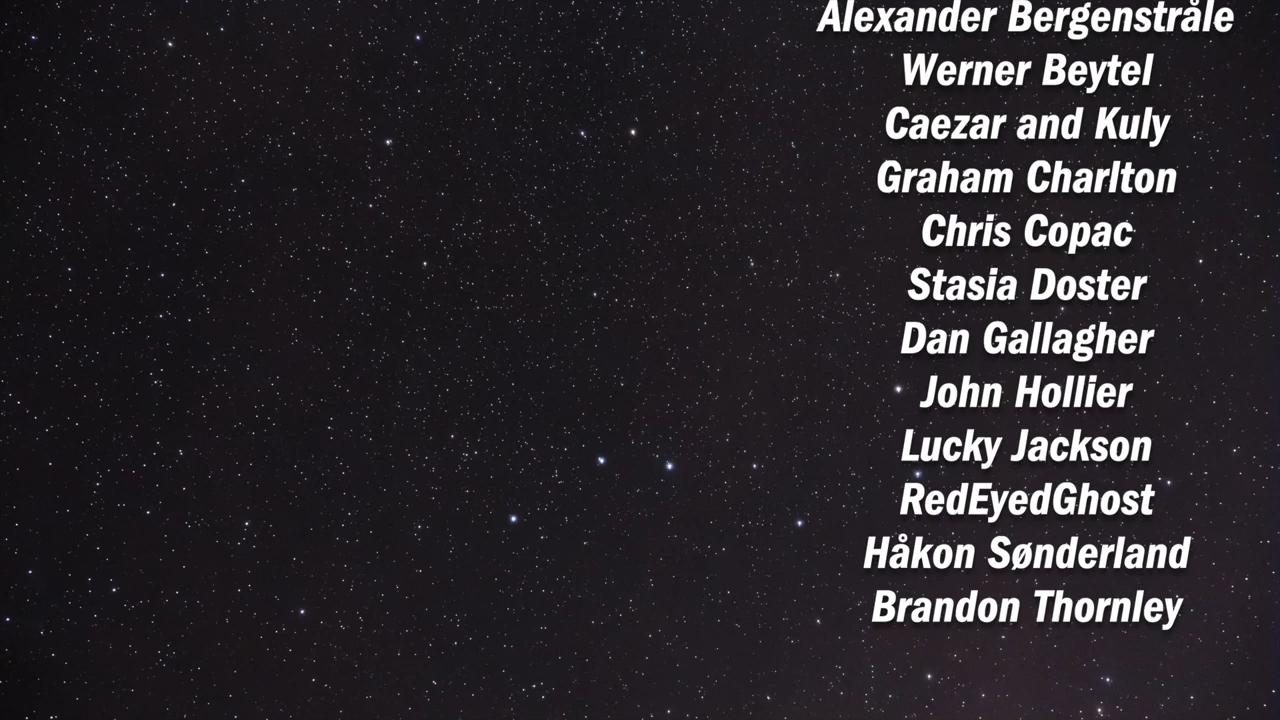 Alexander Bergenstråle
Werner Beytel
Caezar and Kuly
Graham Charlton
Chris Copac
Stasia Doster
Dan Gallagher
John Hollier
Lucky Jackson
RedEyedGhost
Håkon Sønderland
Brandon Thornley